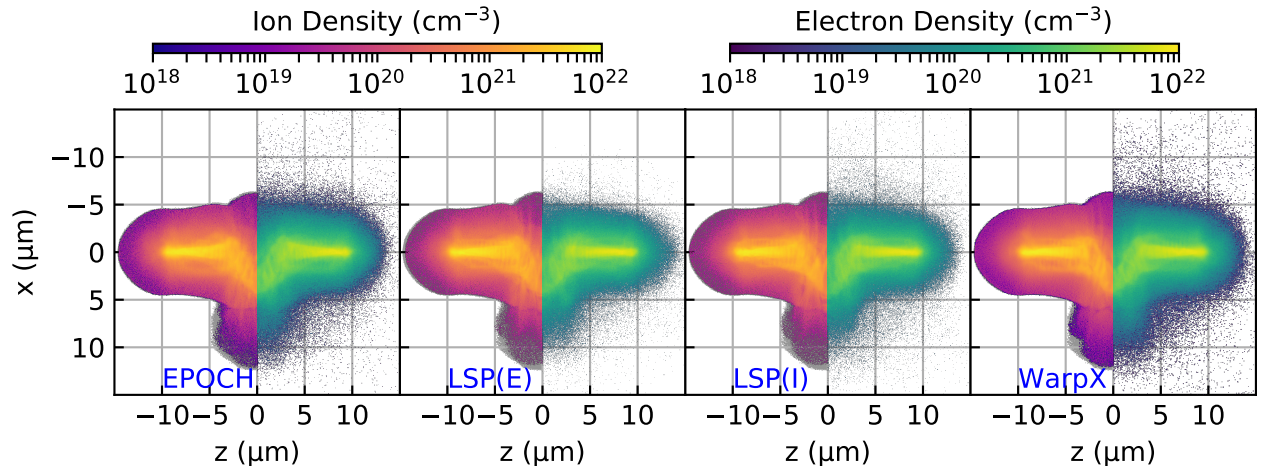 Ion Density (cm⁻³) Electron Density (cm⁻³)
10¹⁸ 10¹⁹ 10²⁰ 10²¹ 10²² 10¹⁸ 10¹⁹ 10²⁰ 10²¹ 10²²
x (μm)
−10
−5
0
5
10
EPOCH LSP(E) LSP(I) WarpX
−10 −5 0 5 10 −10 −5 0 5 10 −10 −5 0 5 10 −10 −5 0 5 10
z (μm) z (μm) z (μm) z (μm)